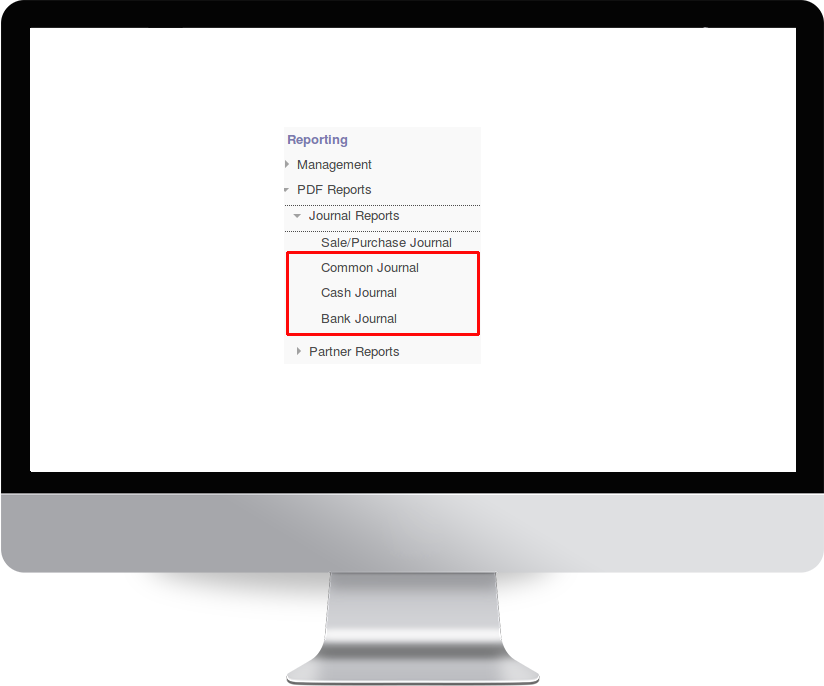 Reporting
Management
PDF Reports
Journal Reports
Sale/Purchase Journal
Common Journal
Cash Journal
Bank Journal
Partner Reports